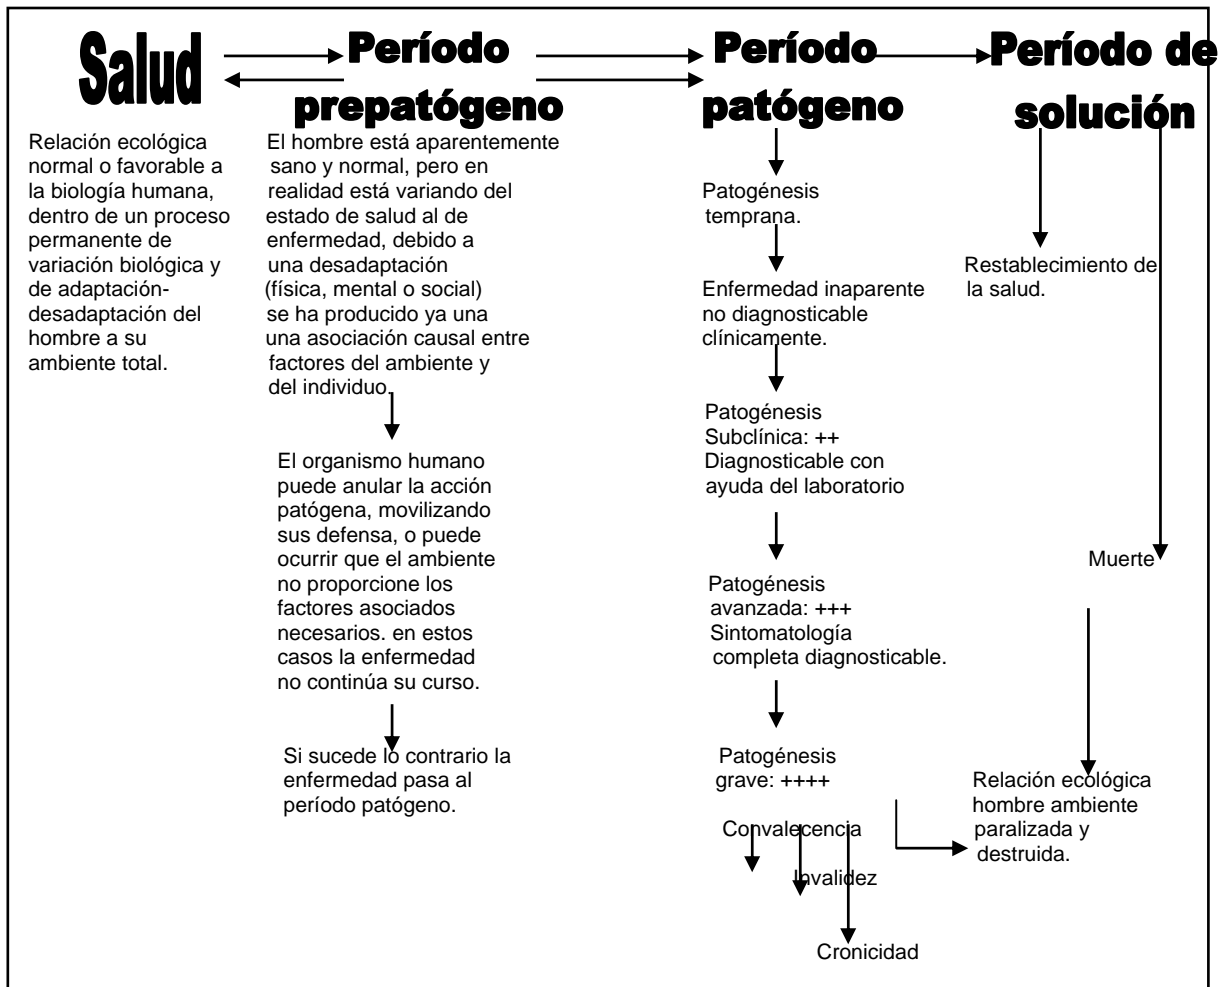 Salud
Período
prepatógeno
Período
patógeno
Período de
solución
Relación ecológica
normal o favorable a
la biología humana,
dentro de un proceso
permanente de
variación biológica y
de adaptación-
desadaptación del
hombre a su
ambiente total.
El hombre está aparentemente
sano y normal, pero en
realidad está variando del
estado de salud al de
enfermedad, debido a
una desadaptación
(física, mental o social)
se ha producido ya una
una asociación causal entre
factores del ambiente y
del individuo.
El organismo humano
puede anular la acción
patógena, movilizando
sus defensa, o puede
ocurrir que el ambiente
no proporcione los
factores asociados
necesarios. en estos
casos la enfermedad
no continúa su curso.
Si sucede lo contrario la
enfermedad pasa al
período patógeno.
Patogénesis
temprana.
Enfermedad inaparente
no diagnosticable
clínicamente.
Patogénesis
Subclínica: ++
Diagnosticable con
ayuda del laboratorio
Patogénesis
avanzada: +++
Sintomatología
completa diagnosticable.
Patogénesis
grave: ++++
Convalecencia
Invalidez
Cronicidad
Restablecimiento de
la salud.
Muerte
Relación ecológica
hombre ambiente
paralizada y
destruida.